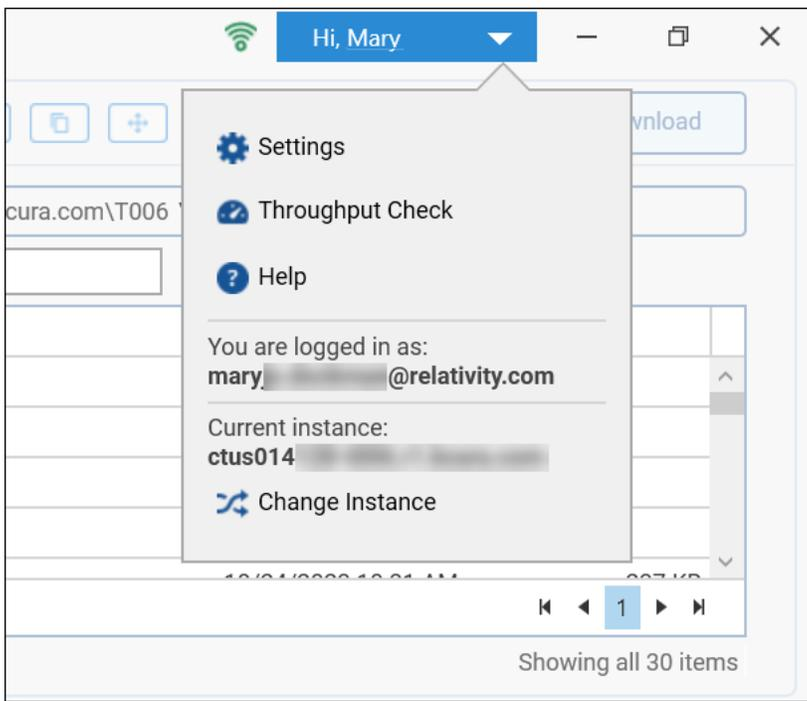 Hi, Mary
wnload
cura.com\T006
Settings
Throughput Check
? Help
You are logged in as:
mary @relativity.com
Current instance:
ctus014
Change Instance
1
Showing all 30 items